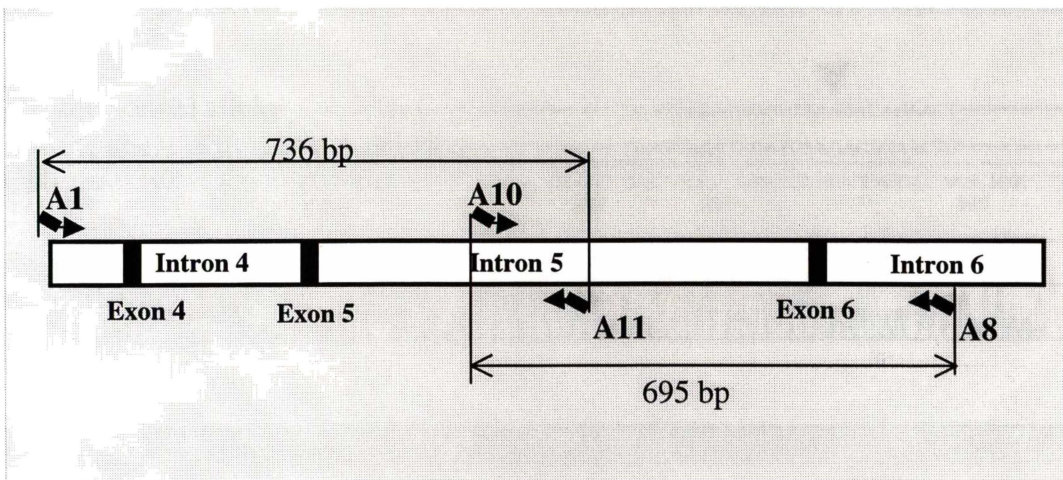 736 bp
A1
A10
Intron 4
Intron 5
Intron 6
Exon 4
Exon 5
Exon 6
A11
A8
695 bp